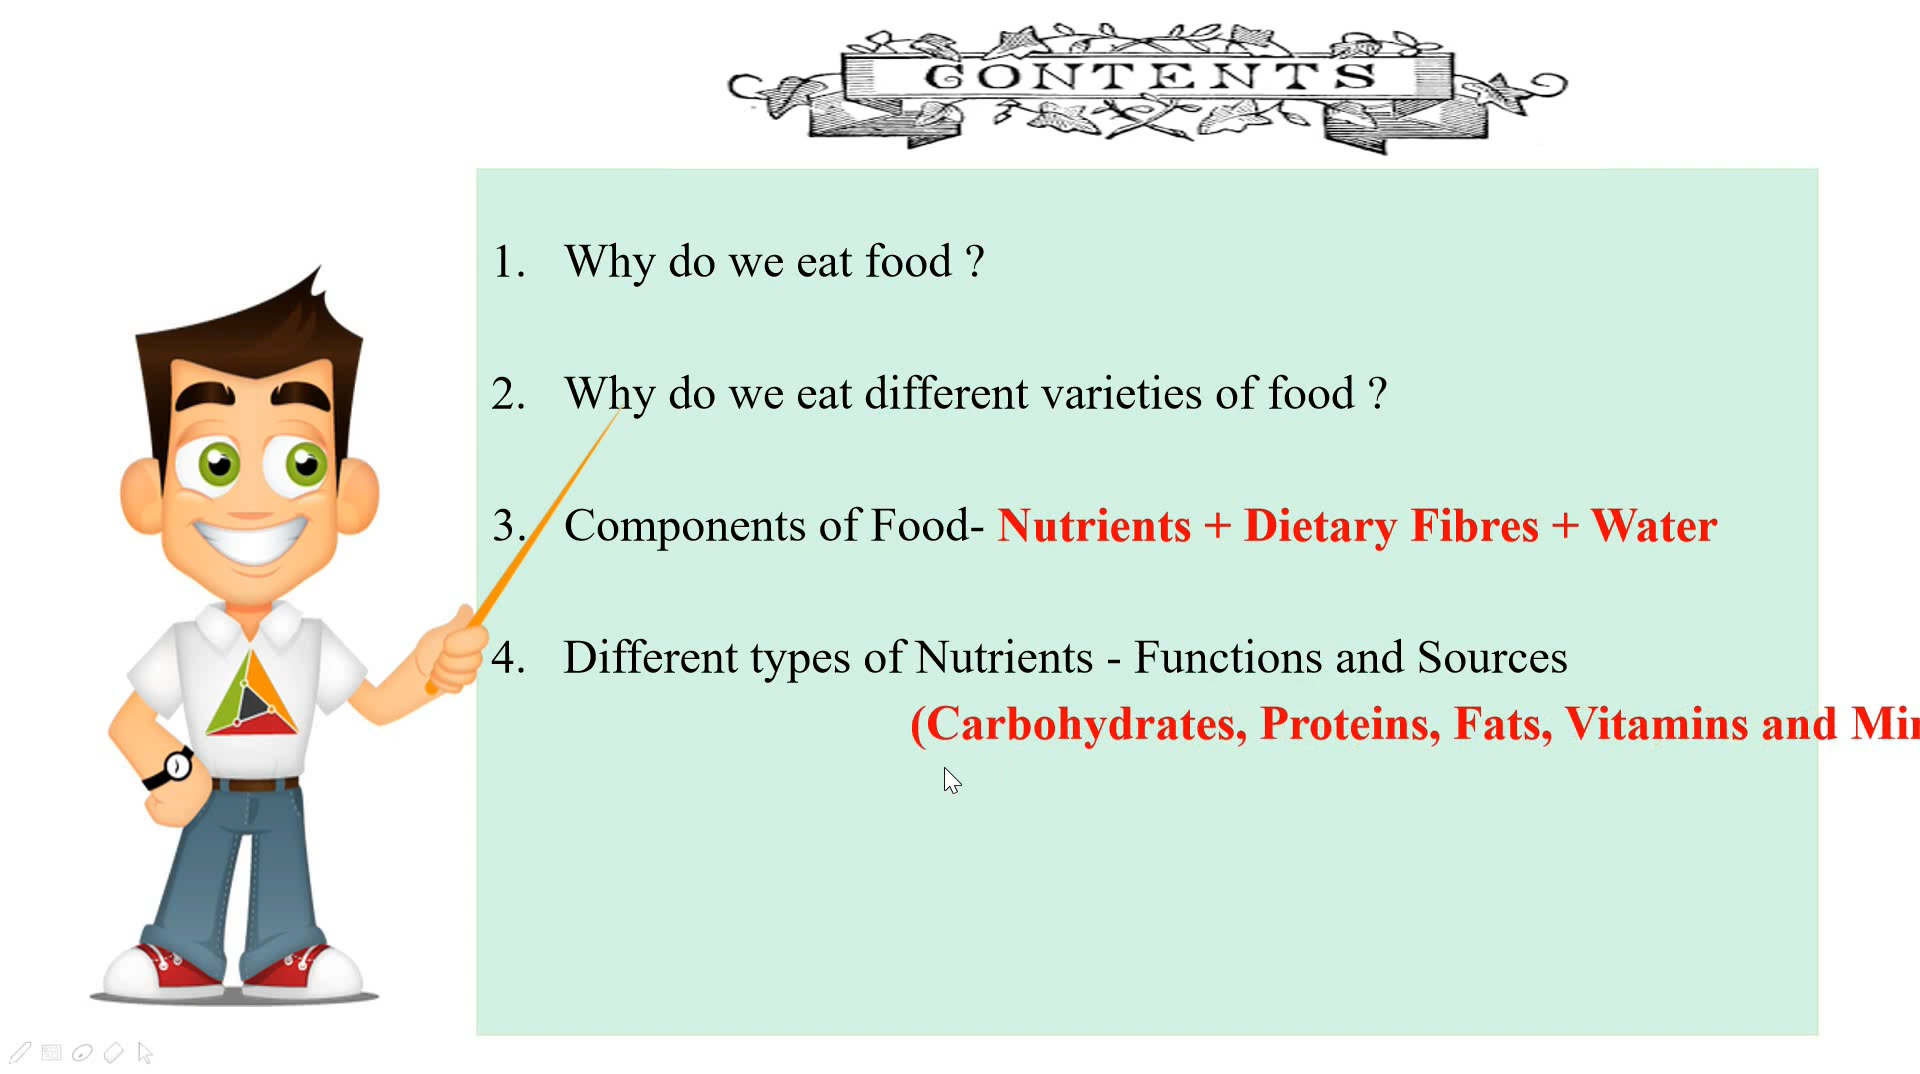 CONTENTS
1. Why do we eat food ?
2. Why do we eat different varieties of food ?
3. Components of Food- Nutrients + Dietary Fibres + Water
4. Different types of Nutrients - Functions and Sources
(Carbohydrates, Proteins, Fats, Vitamins and